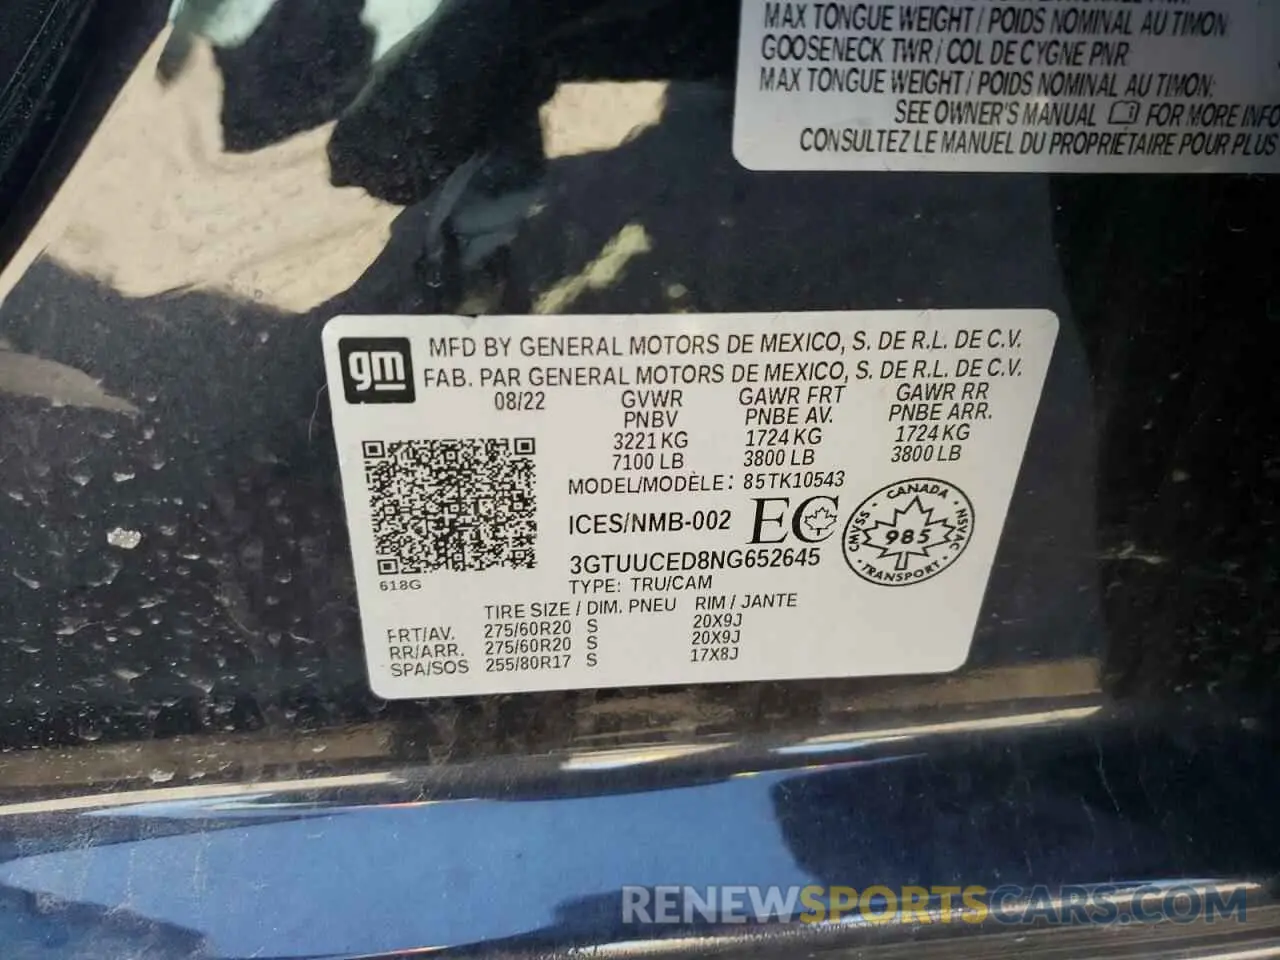 MAX TONGUE WEIGHT / POIDS NOMINAL AU TIMON:
GOOSENECK TWR / COL DE CYGNE PNR
MAX TONGUE WEIGHT / POIDS NOMINAL AU TIMON:
SEE OWNER'S MANUAL FOR MORE INFO
CONSULTEZ LE MANUEL DU PROPRIÉTAIRE POUR PLUS
gm
MFD BY GENERAL MOTORS DE MEXICO, S. DE R.L. DE C.V.
FAB. PAR GENERAL MOTORS DE MEXICO, S. DE R.L. DE C.V.
08/22 GVWR GAWR FRT GAWR RR
PNBV PNBE AV. PNBE ARR.
3221 KG 1724 KG 1724 KG
7100 LB 3800 LB 3800 LB
MODEL/MODÈLE: 85TK10543
ICES/NMB-002 EC
CANADA
CMVSS 985 NSVAC
TRANSPORT
3GTUUCED8NG652645
618G
TYPE: TRU/CAM
TIRE SIZE / DIM. PNEU RIM / JANTE
FRT/AV. 275/60R20 S 20X9J
RR/ARR. 275/60R20 S 20X9J
SPA/SOS 255/80R17 S 17X8J
RENEWSPORTSCARS.COM